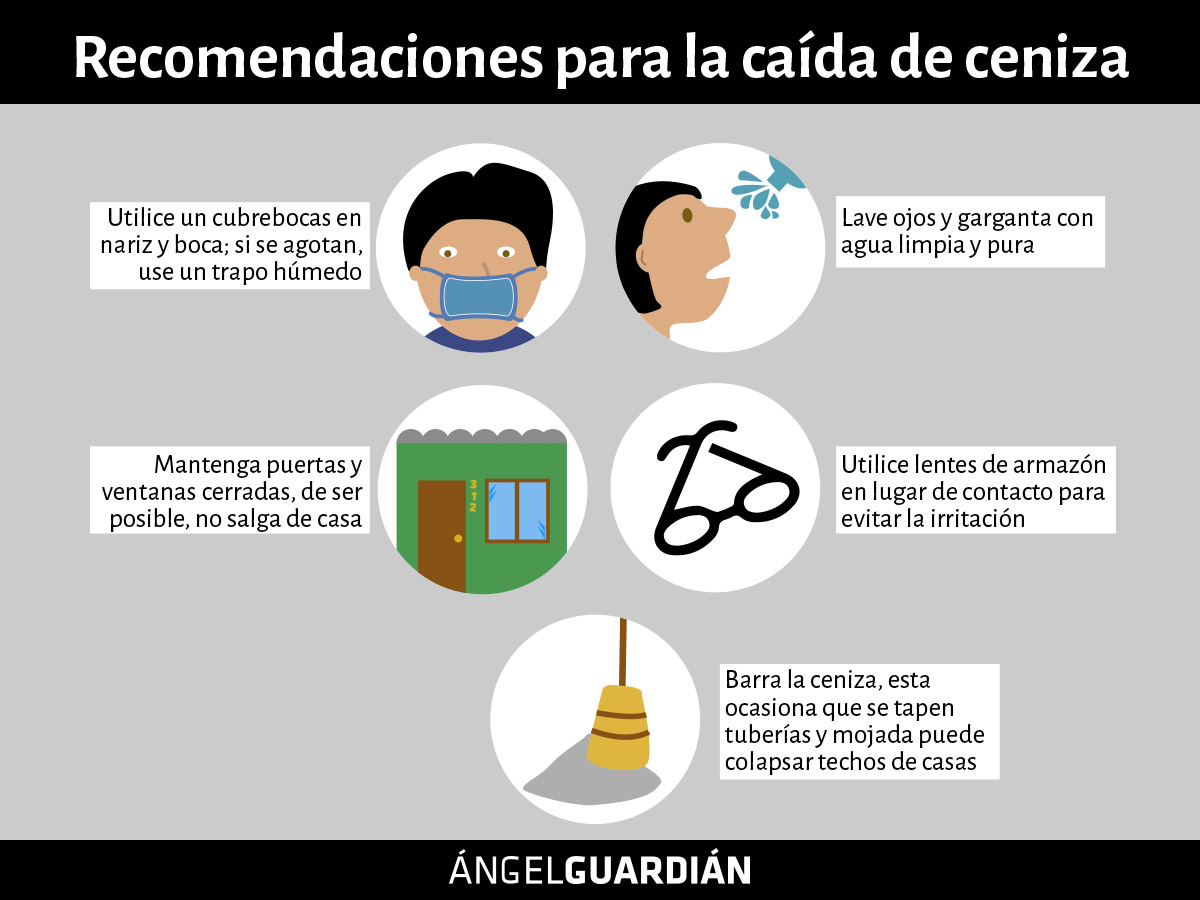 Recomendaciones para la caída de ceniza
Utilice un cubrebocas en
nariz y boca; si se agotan,
use un trapo húmedo
Lave ojos y garganta con
agua limpia y pura
Mantenga puertas y
ventanas cerradas, de ser
posible, no salga de casa
3
1
2
Utilice lentes de armazón
en lugar de contacto para
evitar la irritación
Barra la ceniza, esta
ocasiona que se tapen
tuberías y mojada puede
colapsar techos de casas
ÁNGELGUARDIÁN